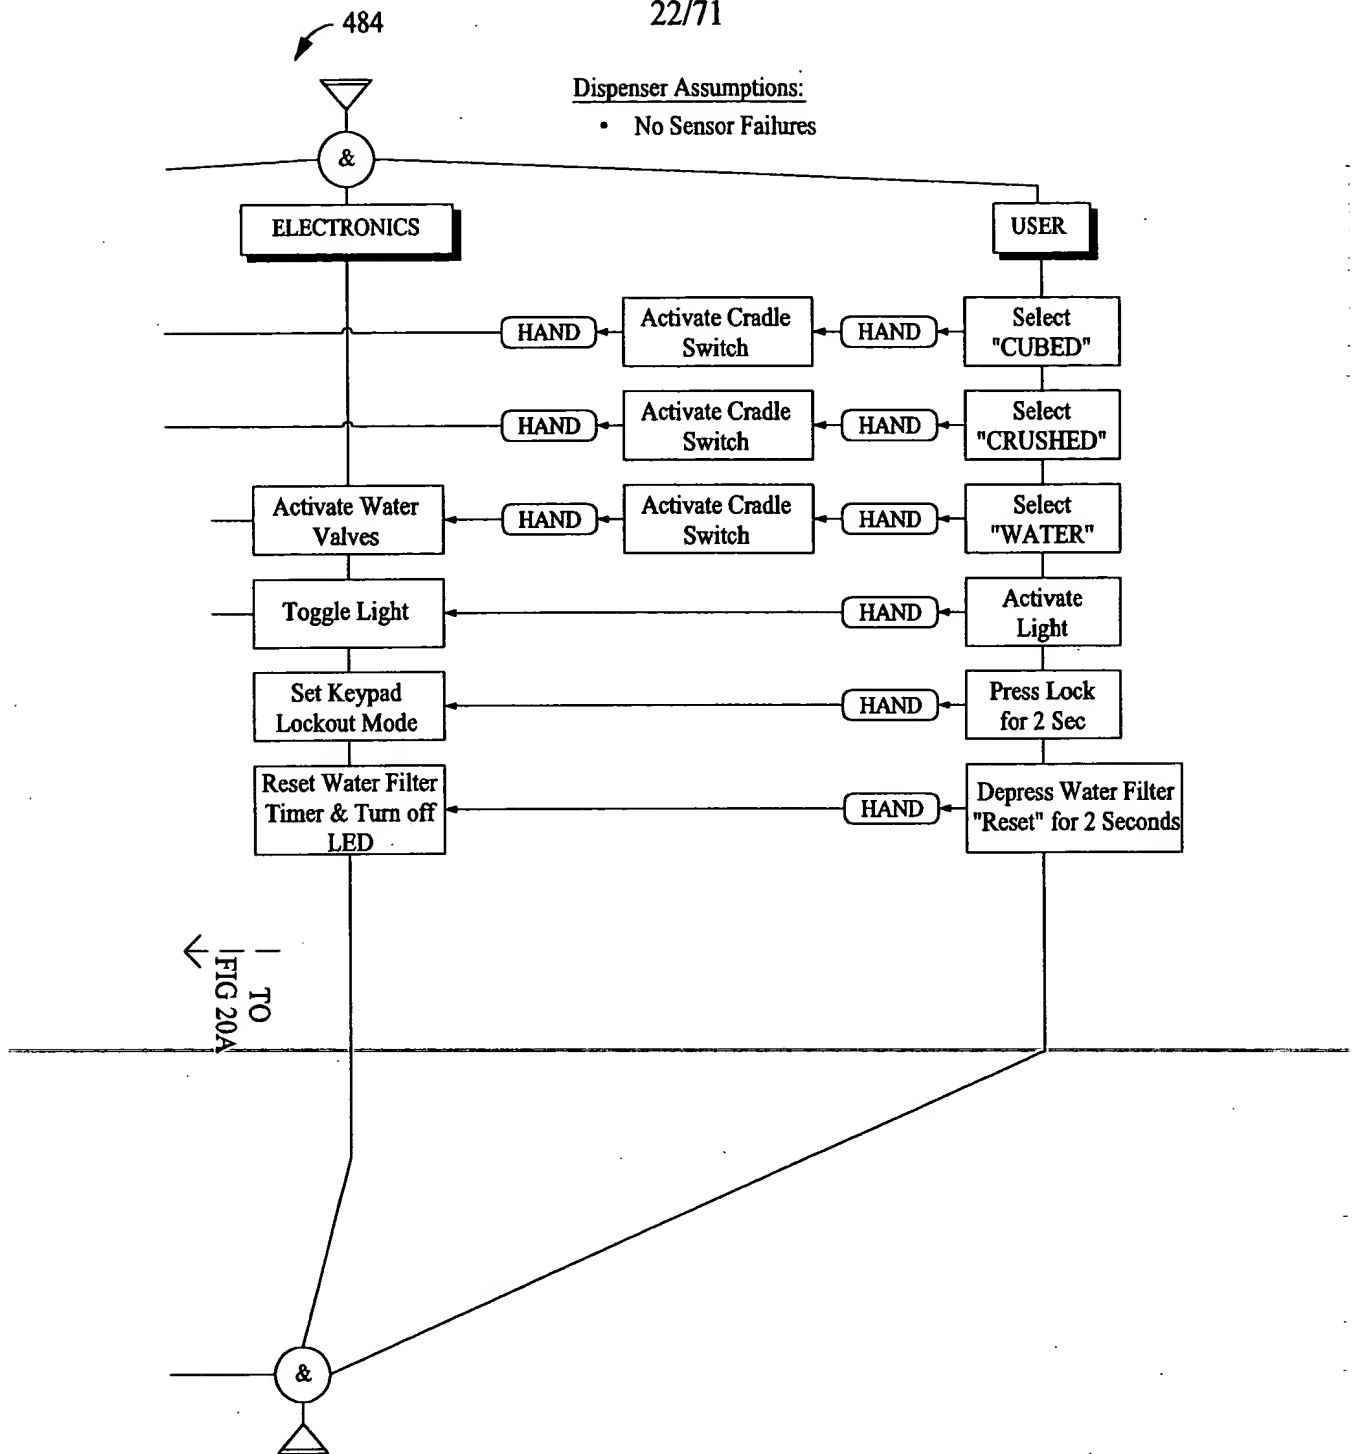 22/71
484
Dispenser Assumptions:
• No Sensor Failures
&
ELECTRONICS
USER
HAND
Activate Cradle
Switch
HAND
Select
"CUBED"
HAND
Activate Cradle
Switch
HAND
Select
"CRUSHED"
Activate Water
Valves
HAND
Activate Cradle
Switch
HAND
Select
"WATER"
Toggle Light
HAND
Activate
Light
Set Keypad
Lockout Mode
HAND
Press Lock
for 2 Sec
Reset Water Filter
Timer & Turn off
LED
HAND
Depress Water Filter
"Reset" for 2 Seconds
TO
FIG 20A
&